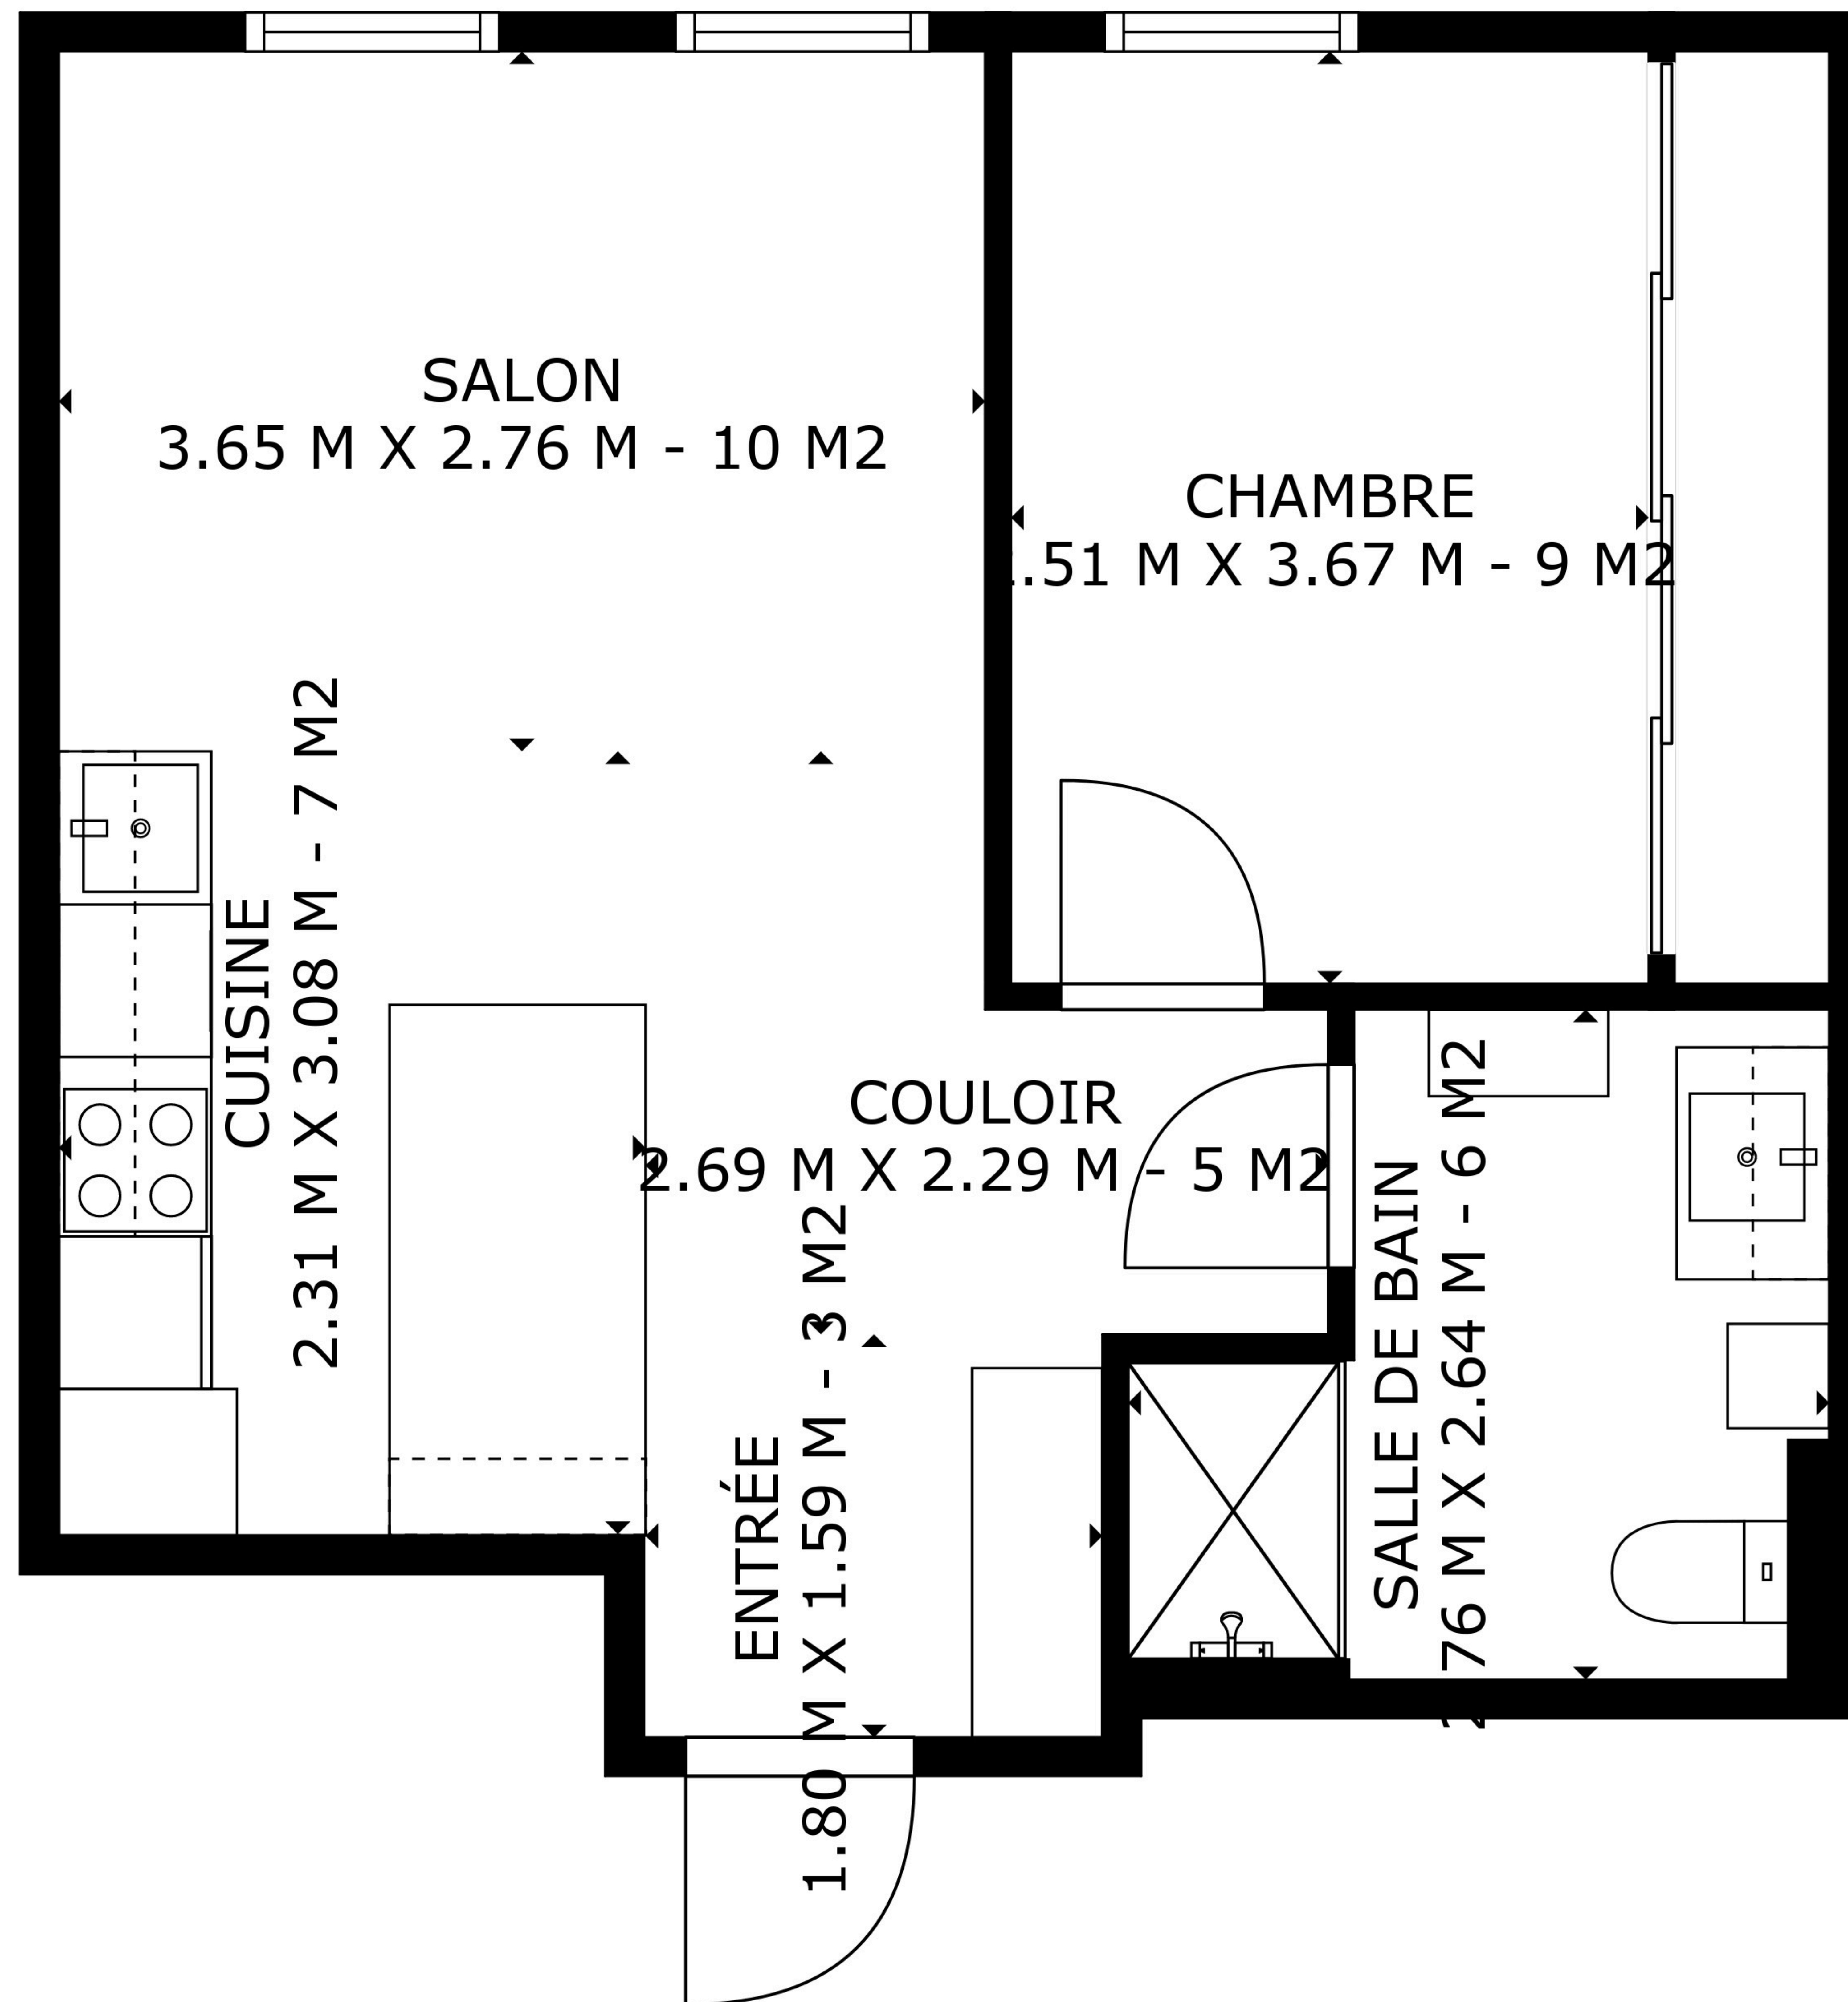 SALON
3.65 M X 2.76 M - 10 M2
CHAMBRE
.51 M X 3.67 M - 9 M2
CUISINE
2.31 M X 3.08 M - 7 M2
COULOIR
2.69 M X 2.29 M - 5 M2
ENTRÉE
1.80 M X 1.59 M - 3 M2
SALLE DE BAIN
76 M X 2.64 M - 6 M2